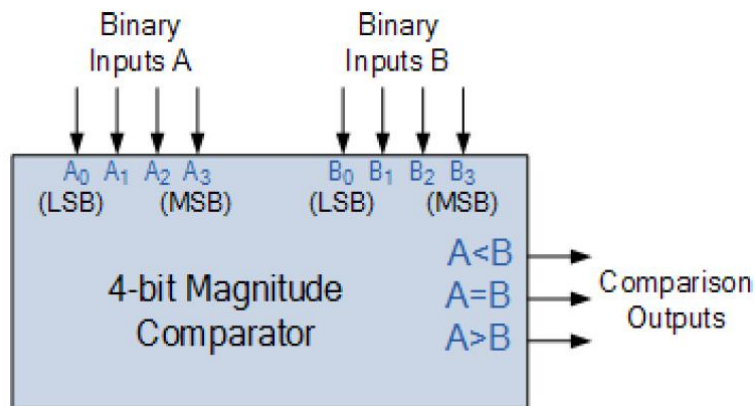 Binary
Inputs A
Binary
Inputs B
A₀ A₁ A₂ A₃
(LSB) (MSB)
B₀ B₁ B₂ B₃
(LSB) (MSB)
4-bit Magnitude
Comparator
A<B
A=B
A>B
Comparison
Outputs